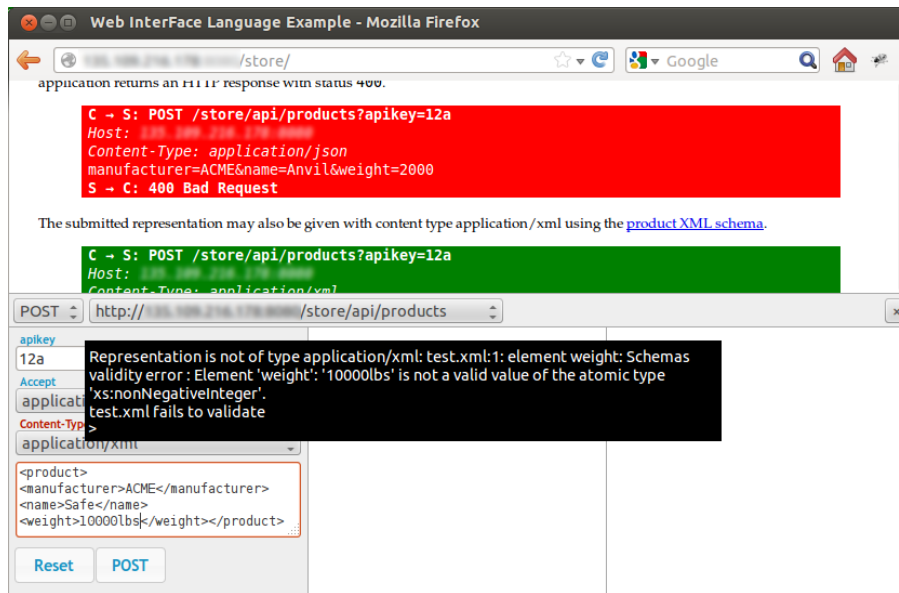 Web InterFace Language Example - Mozilla Firefox
/store/
Google
application returns an HTTP response with status 400.
C → S: POST /store/api/products?apikey=12a
Host:
Content-Type: application/json
manufacturer=ACME&name=Anvil&weight=2000
S → C: 400 Bad Request
The submitted representation may also be given with content type application/xml using the product XML schema.
C → S: POST /store/api/products?apikey=12a
Host:
Content-Type: application/xml
POST
http:// /store/api/products
apikey
12a
Representation is not of type application/xml: test.xml:1: element weight: Schemas
validity error : Element 'weight': '10000lbs' is not a valid value of the atomic type
'xs:nonNegativeInteger'.
test.xml fails to validate
>
Accept
applicati
Content-Typ
application/xml
<product>
<manufacturer>ACME</manufacturer>
<name>Safe</name>
<weight>10000lbs</weight></product>
Reset
POST